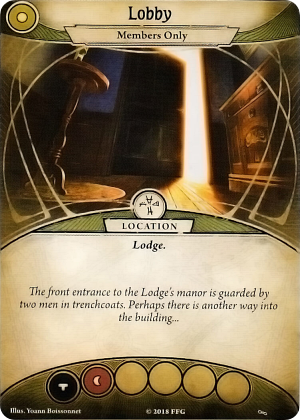 Lobby
Members Only
LOCATION
Lodge.
The front entrance to the Lodge's manor is guarded by
two men in trenchcoats. Perhaps there is another way into
the building...
Illus. Yoann Boissonnet
© 2018 FFG